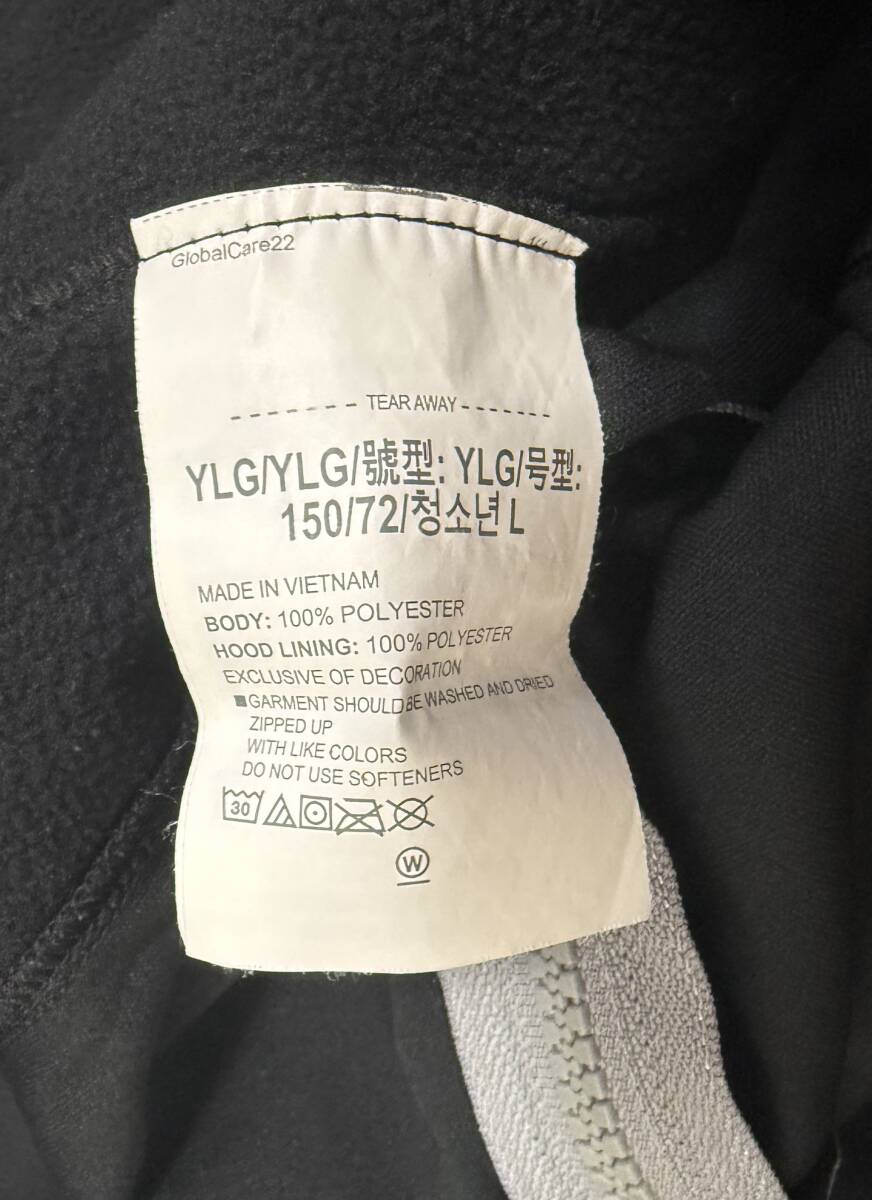 GlobalCare22
TEAR AWAY
YLG/YLG/號型: YLG/号型:
150/72/청소년 L
MADE IN VIETNAM
BODY: 100% POLYESTER
HOOD LINING: 100% POLYESTER
EXCLUSIVE OF DECORATION
■GARMENT SHOULD BE WASHED AND DRIED
ZIPPED UP
WITH LIKE COLORS
DO NOT USE SOFTENERS
30
W